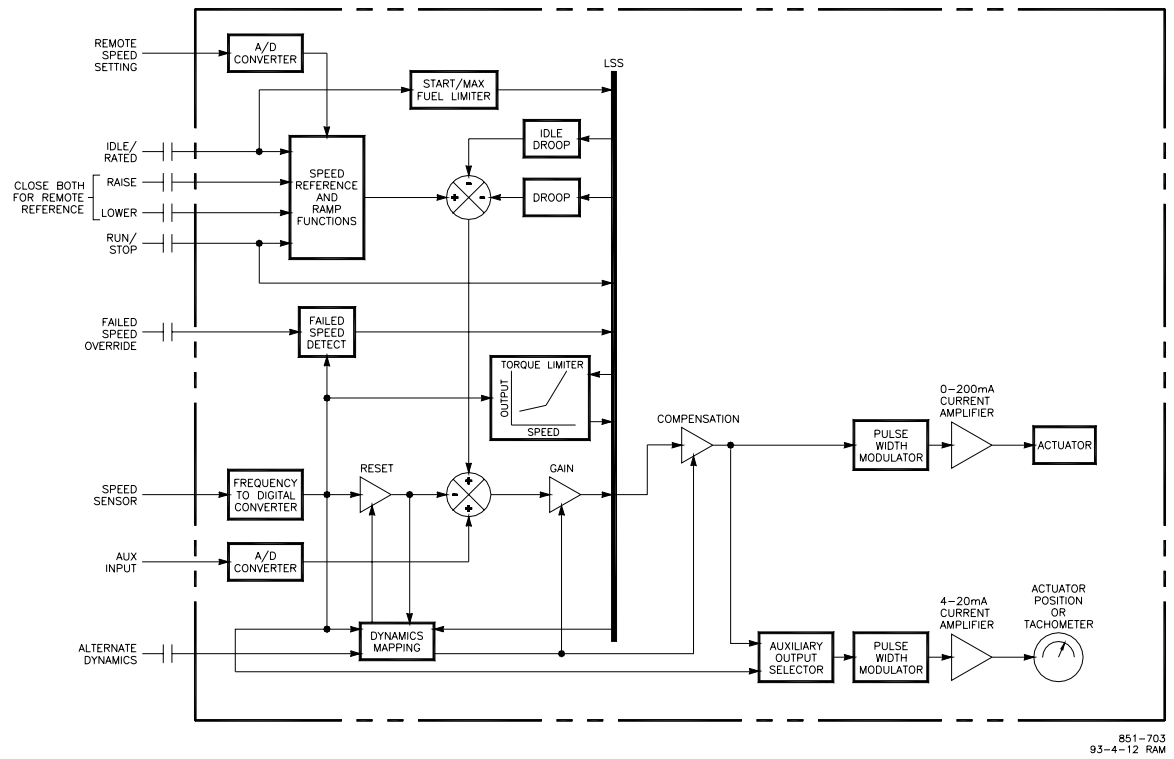 REMOTE
SPEED
SETTING
A/D
CONVERTER
LSS
START/MAX
FUEL LIMITER
IDLE/
RATED
IDLE
DROOP
CLOSE BOTH
FOR REMOTE
REFERENCE
RAISE
LOWER
SPEED
REFERENCE
AND
RAMP
FUNCTIONS
+
-
-
DROOP
RUN/
STOP
FAILED
SPEED
OVERRIDE
FAILED
SPEED
DETECT
TORQUE LIMITER
OUTPUT
SPEED
COMPENSATION
0-200mA
CURRENT
AMPLIFIER
PULSE
WIDTH
MODULATOR
ACTUATOR
SPEED
SENSOR
FREQUENCY
TO DIGITAL
CONVERTER
RESET
+
-
+
GAIN
AUX
INPUT
A/D
CONVERTER
ALTERNATE
DYNAMICS
DYNAMICS
MAPPING
AUXILIARY
OUTPUT
SELECTOR
PULSE
WIDTH
MODULATOR
4-20mA
CURRENT
AMPLIFIER
ACTUATOR
POSITION
OR
TACHOMETER
851-703
93-4-12 RAM